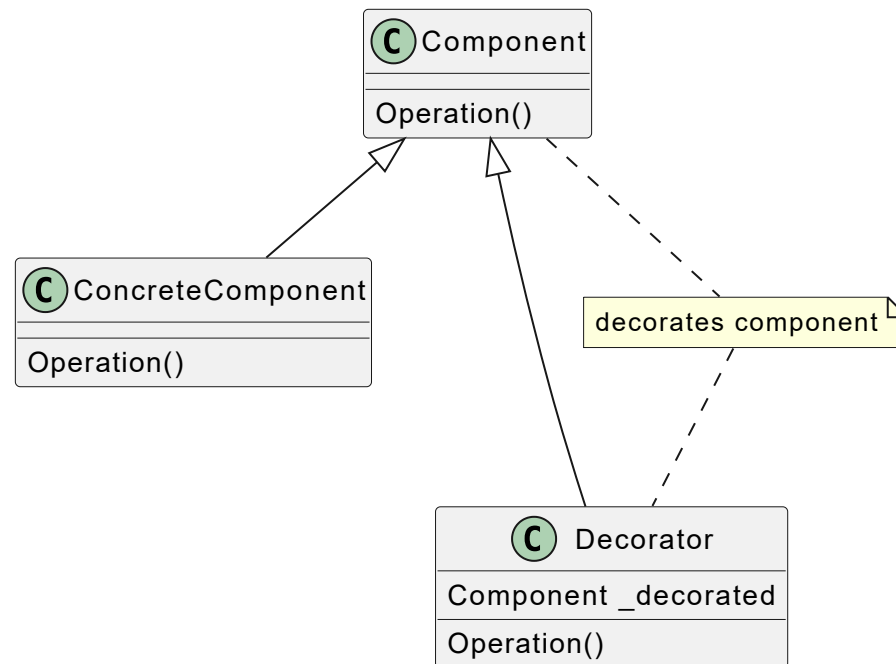 C Component
Operation()
C ConcreteComponent
Operation()
decorates component
C Decorator
Component _decorated
Operation()